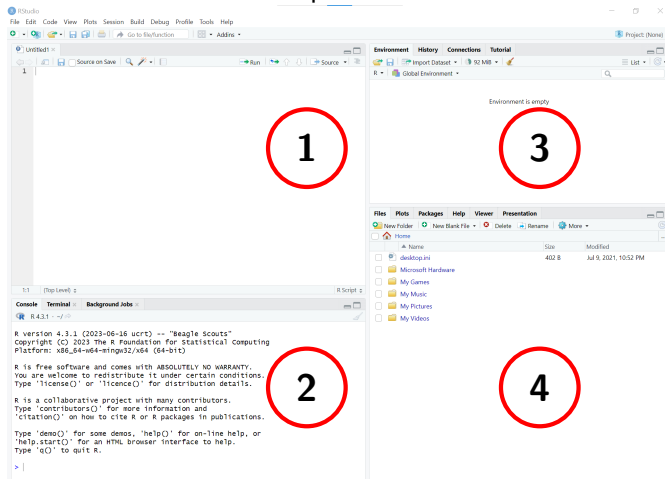 RStudio
File Edit Code View Plots Session Build Debug Profile Tools Help
Go to file/function Addins Project: (None)
Untitled1
Source on Save Run Source
1
1
1:1 (Top Level) R Script
Console Terminal Background Jobs
R 4.3.1 · ~/
R version 4.3.1 (2023-06-16 ucrt) -- "Beagle Scouts"
Copyright (C) 2023 The R Foundation for Statistical Computing
Platform: x86_64-w64-mingw32/x64 (64-bit)
R is free software and comes with ABSOLUTELY NO WARRANTY.
You are welcome to redistribute it under certain conditions.
Type 'license()' or 'licence()' for distribution details.
R is a collaborative project with many contributors.
Type 'contributors()' for more information and
'citation()' on how to cite R or R packages in publications.
Type 'demo()' for some demos, 'help()' for on-line help, or
'help.start()' for an HTML browser interface to help.
Type 'q()' to quit R.
>
2
Environment History Connections Tutorial
Import Dataset 92 MiB List
R Global Environment
Environment is empty
3
Files Plots Packages Help Viewer Presentation
New Folder New Blank File Delete Rename More
Home
Name Size Modified
desktop.ini 402 B Jul 9, 2021, 10:52 PM
Microsoft Hardware
My Games
My Music
My Pictures
My Videos
4